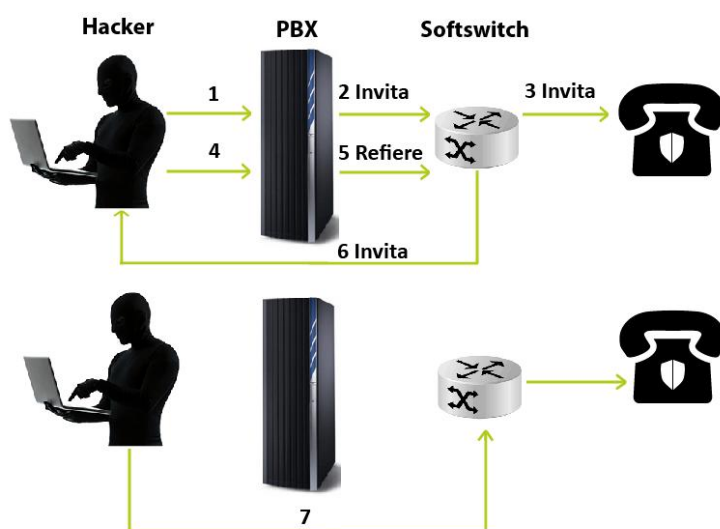 Hacker
PBX
Softswitch
1
2 Invita
3 Invita
4
5 Refiere
6 Invita
7